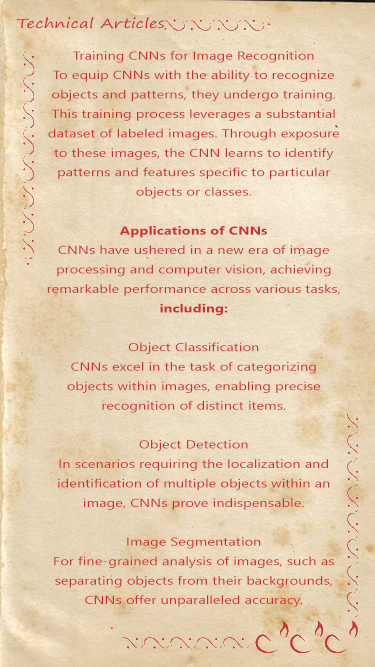 Technical Articles
Training CNNs for Image Recognition
To equip CNNs with the ability to recognize
objects and patterns, they undergo training.
This training process leverages a substantial
dataset of labeled images. Through exposure
to these images, the CNN learns to identify
patterns and features specific to particular
objects or classes.
Applications of CNNs
CNNs have ushered in a new era of image
processing and computer vision, achieving
remarkable performance across various tasks,
including:
Object Classification
CNNs excel in the task of categorizing
objects within images, enabling precise
recognition of distinct items.
Object Detection
In scenarios requiring the localization and
identification of multiple objects within an
image, CNNs prove indispensable.
Image Segmentation
For fine-grained analysis of images, such as
separating objects from their backgrounds,
CNNs offer unparalleled accuracy.